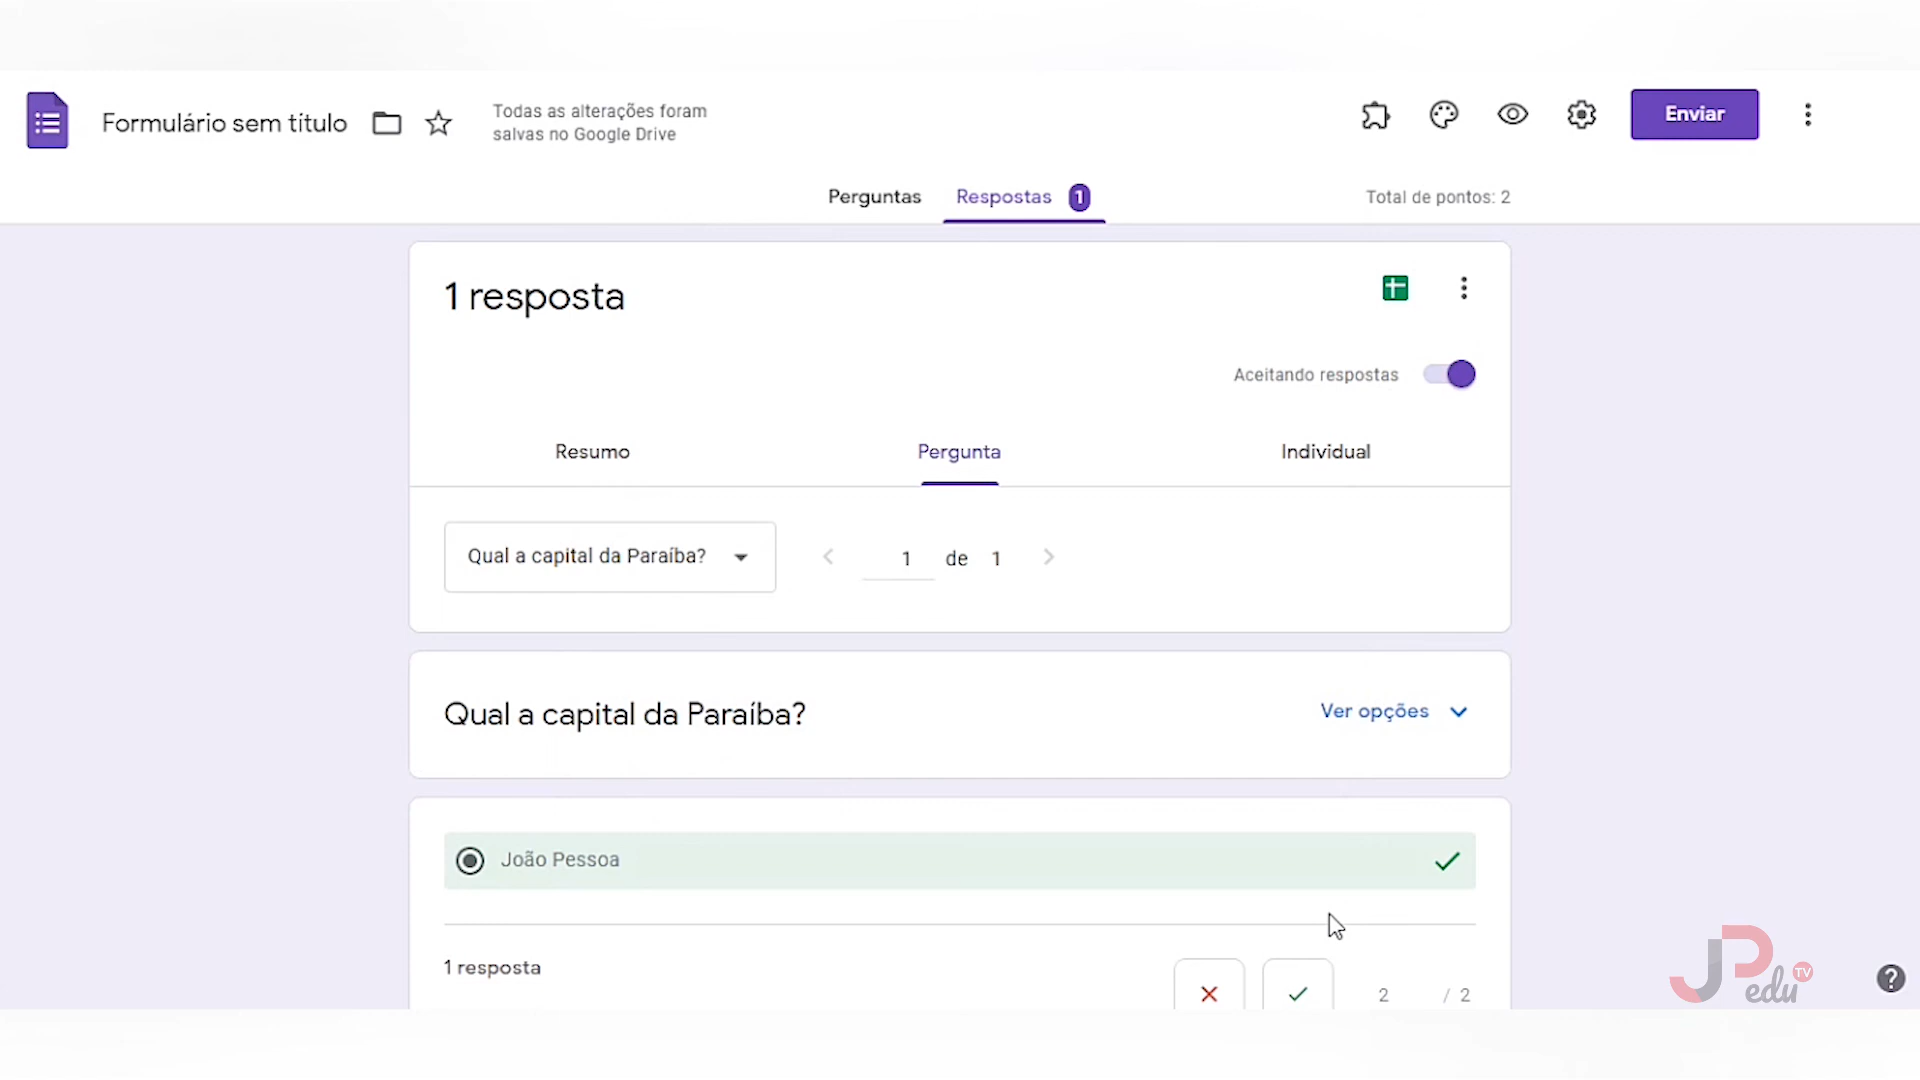 Formulário sem título
Todas as alterações foram
salvas no Google Drive
Enviar
Perguntas
Respostas 1
Total de pontos: 2
1 resposta
Aceitando respostas
Resumo
Pergunta
Individual
Qual a capital da Paraíba?
1 de 1
Qual a capital da Paraíba?
Ver opções
João Pessoa
1 resposta
2 / 2
JP edu TV